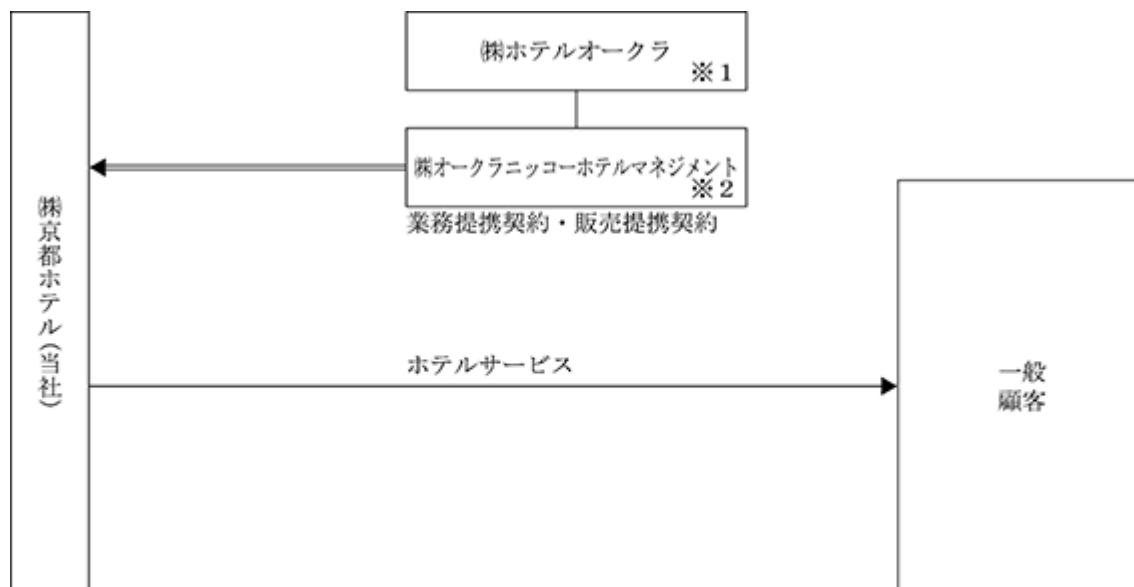 ㈱ホテルオークラ
※1
㈱オークラニッコーホテルマネジメント
※2
業務提携契約・販売提携契約
㈱京都ホテル(当社)
ホテルサービス
一般
顧客